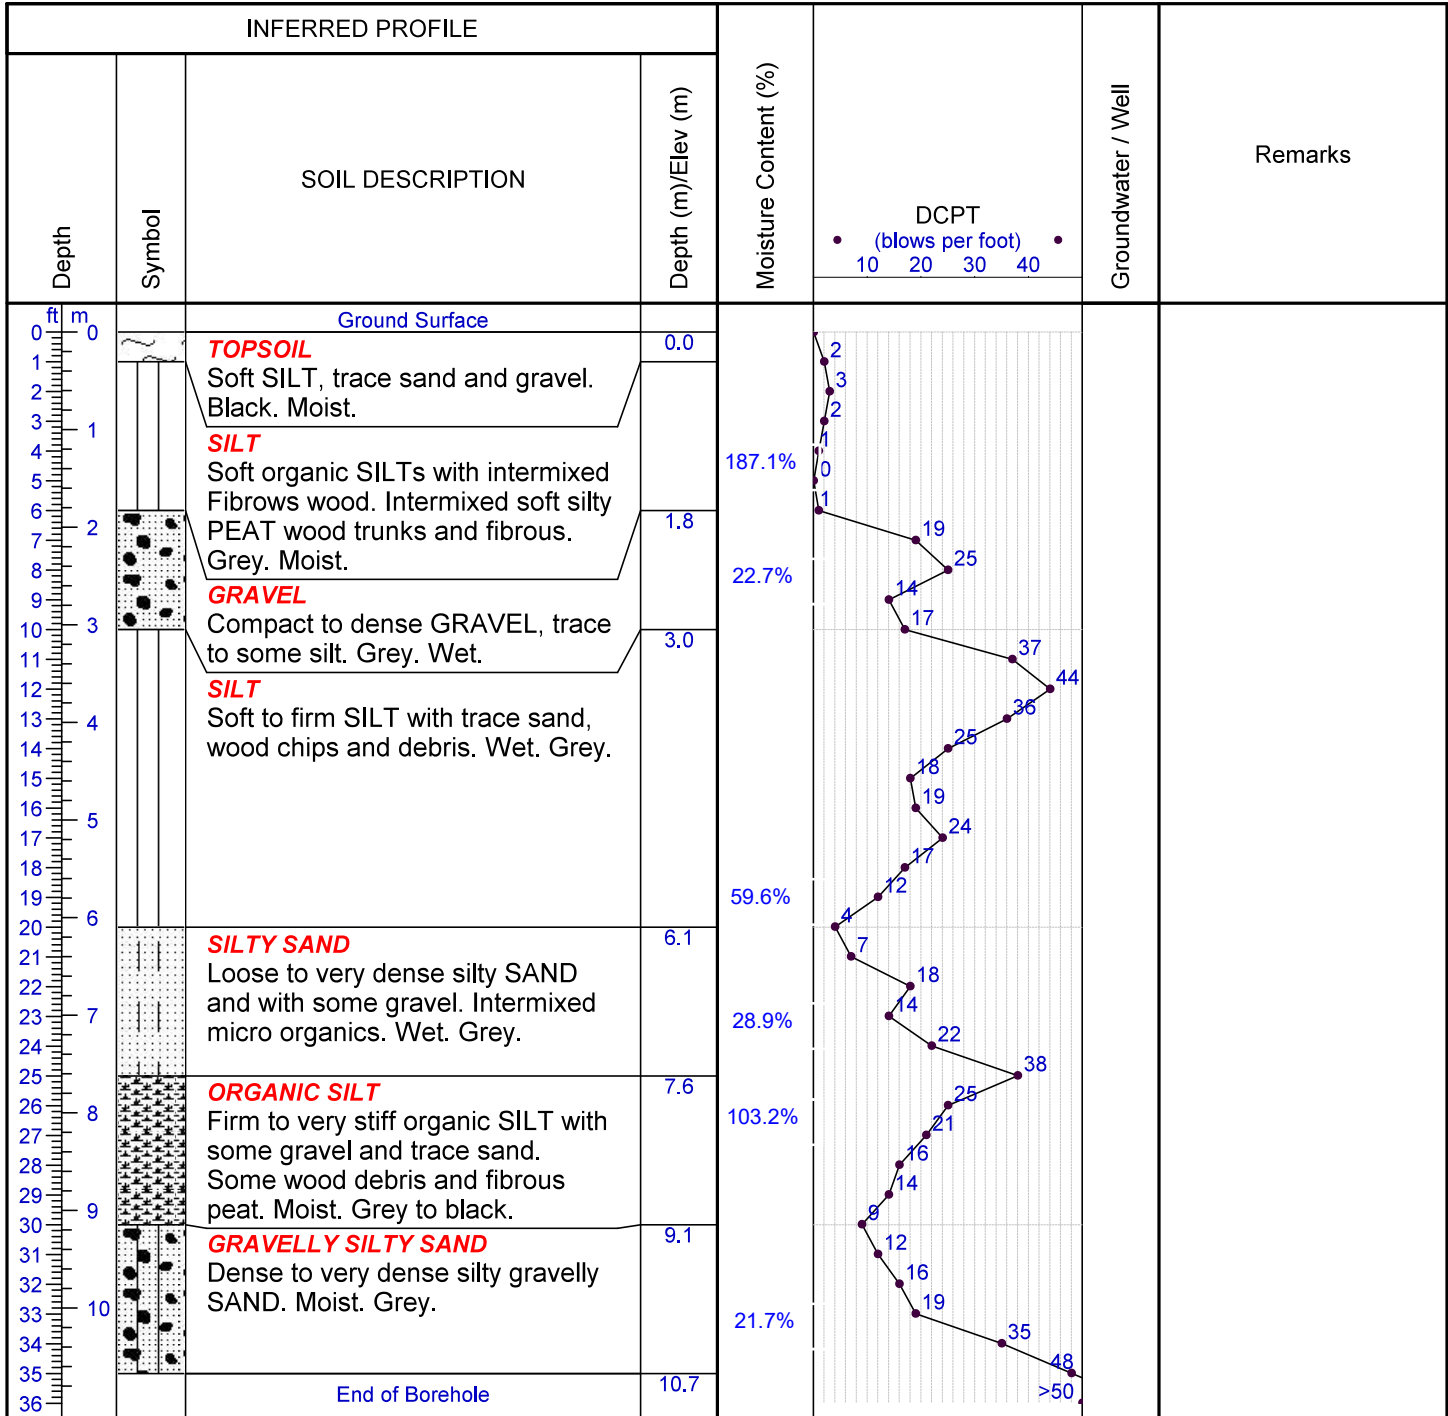 INFERRED PROFILE
Depth
Symbol
SOIL DESCRIPTION
Depth (m)/Elev (m)
Moisture Content (%)
DCPT
(blows per foot)
10 20 30 40
Groundwater / Well
Remarks
ft m
Ground Surface
0 0
1
2
3
1
4
5
6
2
7
8
9
10
3
11
12
13
4
14
15
16
5
17
18
19
6
20
21
22
23
7
24
25
26
8
27
28
29
9
30
31
32
33
10
34
35
36
TOPSOIL
Soft SILT, trace sand and gravel.
Black. Moist.
SILT
Soft organic SILTs with intermixed
Fibrows wood. Intermixed soft silty
PEAT wood trunks and fibrous.
Grey. Moist.
GRAVEL
Compact to dense GRAVEL, trace
to some silt. Grey. Wet.
SILT
Soft to firm SILT with trace sand,
wood chips and debris. Wet. Grey.
SILTY SAND
Loose to very dense silty SAND
and with some gravel. Intermixed
micro organics. Wet. Grey.
ORGANIC SILT
Firm to very stiff organic SILT with
some gravel and trace sand.
Some wood debris and fibrous
peat. Moist. Grey to black.
GRAVELLY SILTY SAND
Dense to very dense silty gravelly
SAND. Moist. Grey.
End of Borehole
0.0
1.8
3.0
6.1
7.6
9.1
10.7
187.1%
22.7%
59.6%
28.9%
103.2%
21.7%
2
3
2
1
0
1
19
25
14
17
37
44
36
25
18
19
24
17
12
4
7
18
14
22
38
25
21
16
14
9
12
16
19
35
48
>50